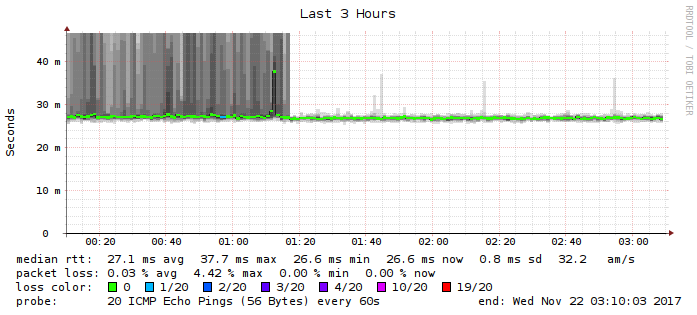 Last 3 Hours
RRDTOOL / TOBI OETIKER
Seconds
40 m
30 m
20 m
10 m
0
00:20 00:40 01:00 01:20 01:40 02:00 02:20 02:40 03:00
median rtt: 27.1 ms avg 37.7 ms max 26.6 ms min 26.6 ms now 0.8 ms sd 32.2 am/s
packet loss: 0.03 % avg 4.42 % max 0.00 % min 0.00 % now
loss color: 0 1/20 2/20 3/20 4/20 10/20 19/20
probe: 20 ICMP Echo Pings (56 Bytes) every 60s end: Wed Nov 22 03:10:03 2017